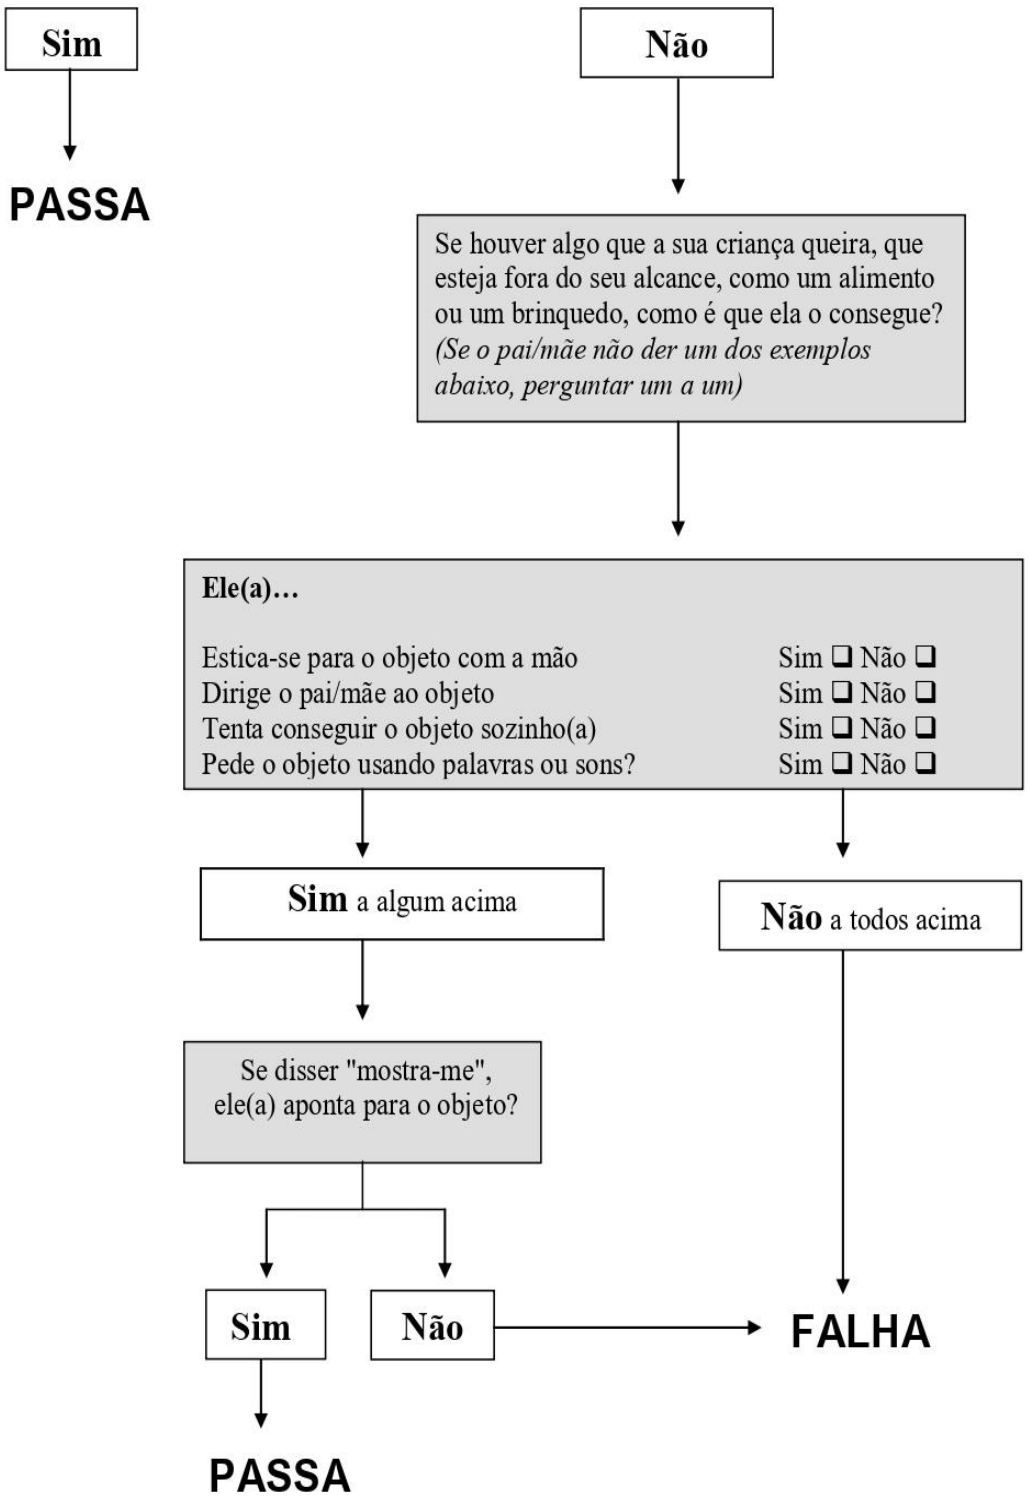 Sim
Não
PASSA
Se houver algo que a sua criança queira, que
esteja fora do seu alcance, como um alimento
ou um brinquedo, como é que ela o consegue?
(Se o pai/mãe não der um dos exemplos
abaixo, perguntar um a um)
Ele(a)…
Estica-se para o objeto com a mão Sim ❑ Não ❑
Dirige o pai/mãe ao objeto Sim ❑ Não ❑
Tenta conseguir o objeto sozinho(a) Sim ❑ Não ❑
Pede o objeto usando palavras ou sons? Sim ❑ Não ❑
Sim a algum acima
Não a todos acima
Se disser "mostra-me",
ele(a) aponta para o objeto?
Sim
Não
FALHA
PASSA